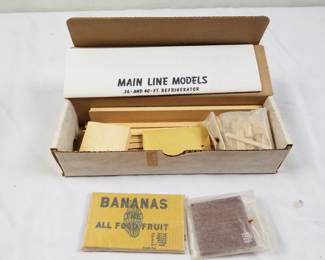 MAIN LINE MODELS
36- AND 40-FT. REFRIGERATOR
BANANAS
THE
ALL FOOD FRUIT